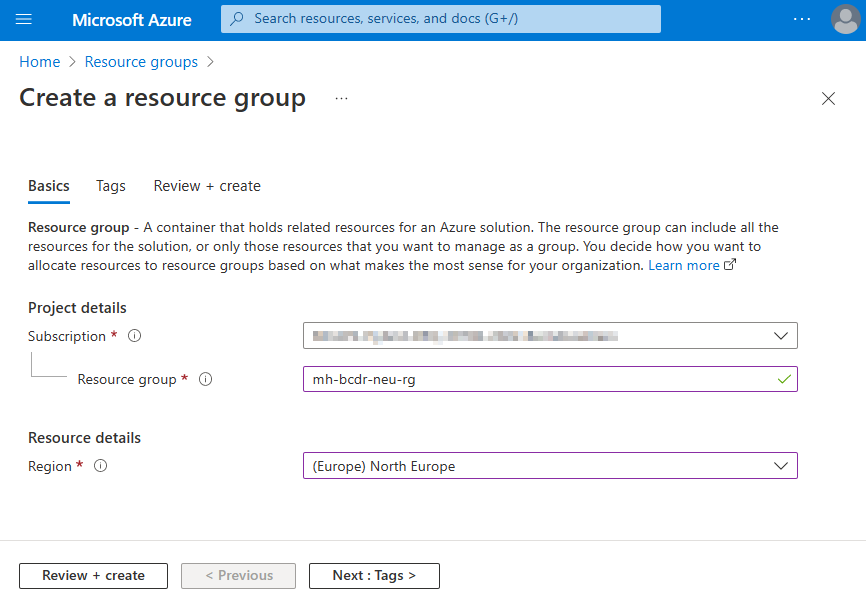 Microsoft Azure
Search resources, services, and docs (G+/)
Home > Resource groups >
Create a resource group ...
Basics Tags Review + create
Resource group - A container that holds related resources for an Azure solution. The resource group can include all the
resources for the solution, or only those resources that you want to manage as a group. You decide how you want to
allocate resources to resource groups based on what makes the most sense for your organization. Learn more
Project details
Subscription *
Resource group * mh-bcdr-neu-rg
Resource details
Region * (Europe) North Europe
Review + create < Previous Next : Tags >